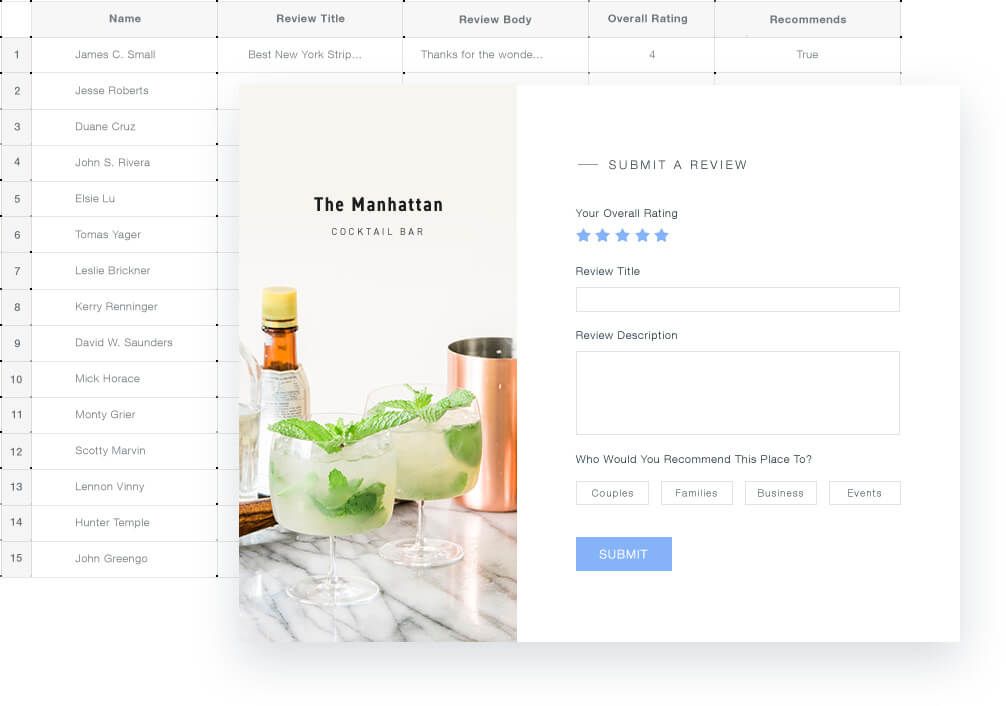 Name Review Title Review Body Overall Rating Recommends
1 James C. Small Best New York Strip... Thanks for the wonde... 4 True
2 Jesse Roberts
3 Duane Cruz
4 John S. Rivera
5 Elsie Lu
6 Tomas Yager
7 Leslie Brickner
8 Kerry Renninger
9 David W. Saunders
10 Mick Horace
11 Monty Grier
12 Scotty Marvin
13 Lennon Vinny
14 Hunter Temple
15 John Greengo
The Manhattan
COCKTAIL BAR
SUBMIT A REVIEW
Your Overall Rating
Review Title
Review Description
Who Would You Recommend This Place To?
Couples Families Business Events
SUBMIT